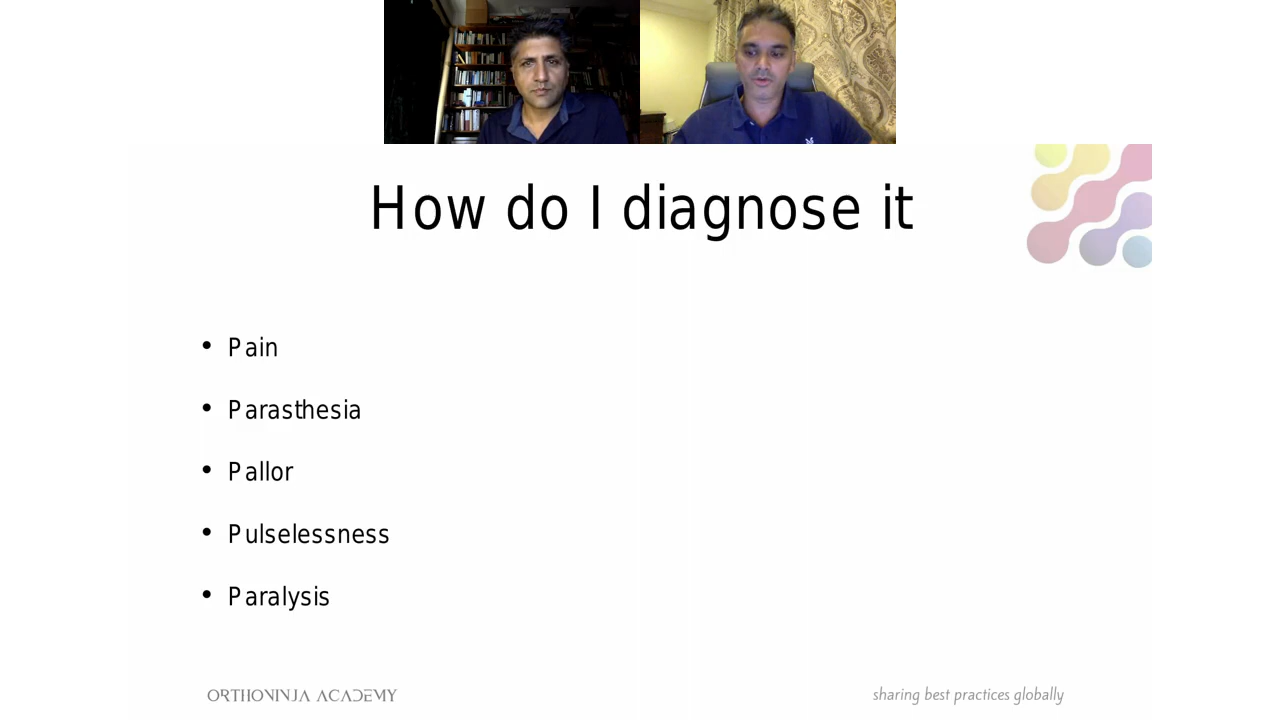 How do I diagnose it
• Pain
• Parasthesia
• Pallor
• Pulselessness
• Paralysis
ORTHONINJA ACADEMY
sharing best practices globally